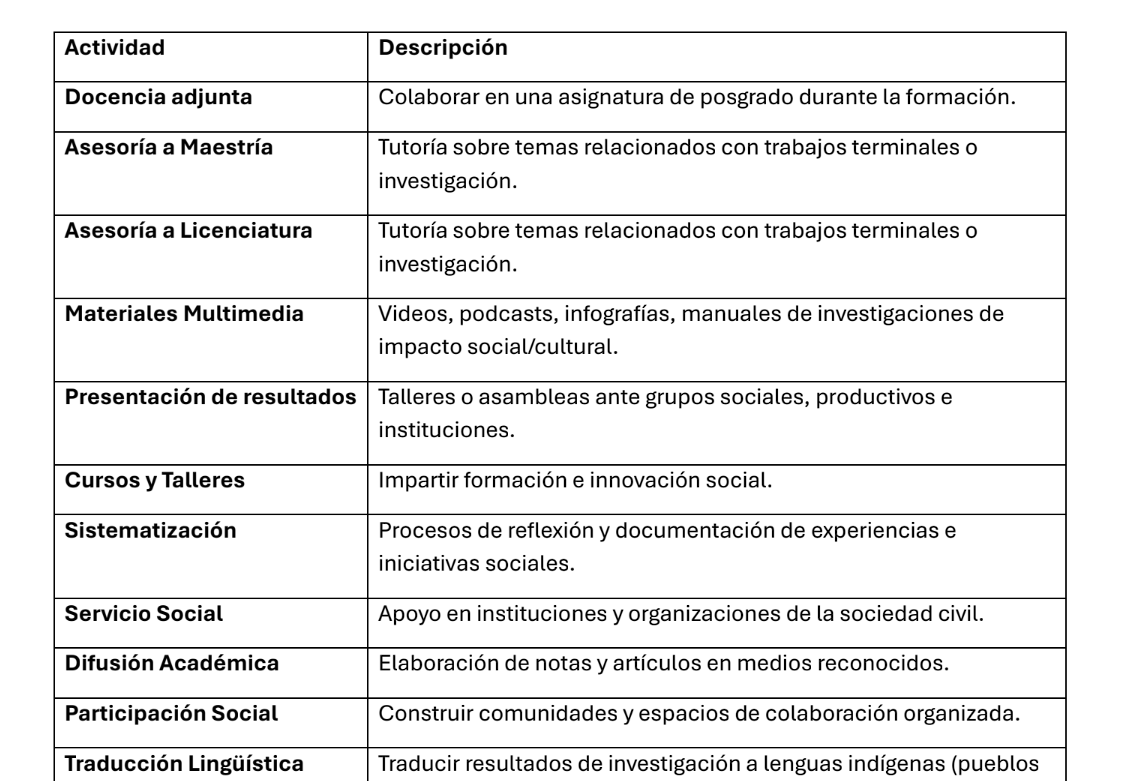 Actividad
Descripción
Docencia adjunta
Colaborar en una asignatura de posgrado durante la formación.
Asesoría a Maestría
Tutoría sobre temas relacionados con trabajos terminales o
investigación.
Asesoría a Licenciatura
Tutoría sobre temas relacionados con trabajos terminales o
investigación.
Materiales Multimedia
Videos, podcasts, infografías, manuales de investigaciones de
impacto social/cultural.
Presentación de resultados
Talleres o asambleas ante grupos sociales, productivos e
instituciones.
Cursos y Talleres
Impartir formación e innovación social.
Sistematización
Procesos de reflexión y documentación de experiencias e
iniciativas sociales.
Servicio Social
Apoyo en instituciones y organizaciones de la sociedad civil.
Difusión Académica
Elaboración de notas y artículos en medios reconocidos.
Participación Social
Construir comunidades y espacios de colaboración organizada.
Traducción Lingüística
Traducir resultados de investigación a lenguas indígenas (pueblos